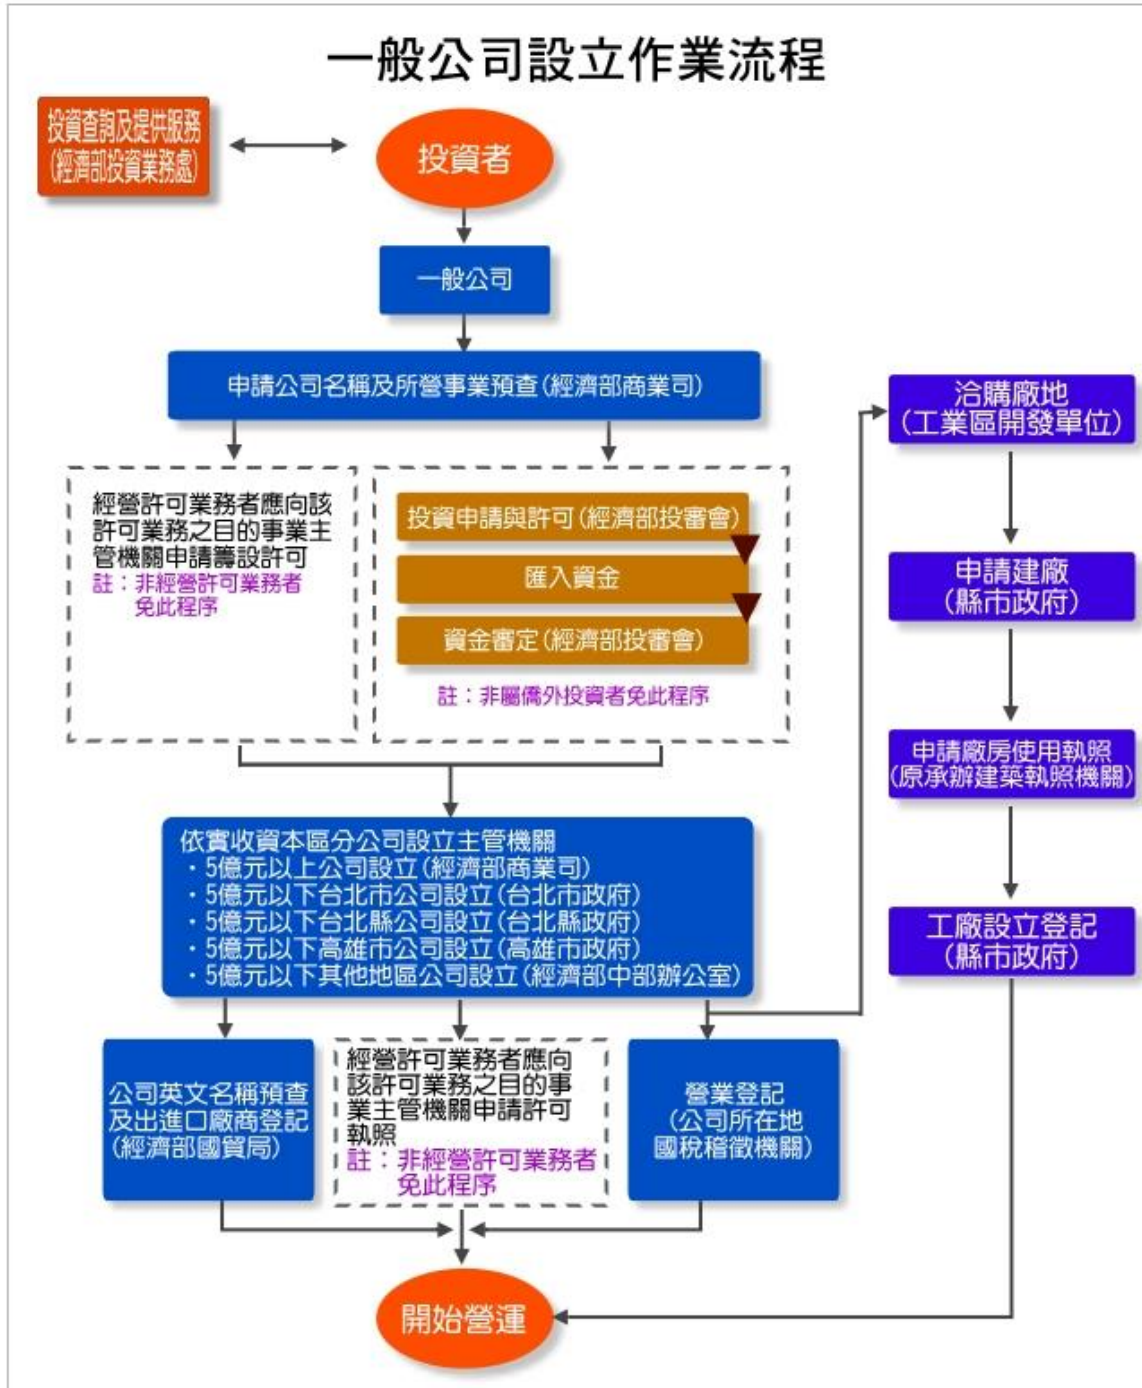 一般公司設立作業流程
投資查詢及提供服務
(經濟部投資業務處)
投資者
一般公司
申請公司名稱及所營事業預查(經濟部商業司)
經營許可業務者應向該
許可業務之目的事業主
管機關申請籌設許可
註：非經營許可業務者
免此程序
投資申請與許可(經濟部投審會)
匯入資金
資金審定(經濟部投審會)
註：非屬僑外投資者免此程序
依實收資本區分公司設立主管機關
・5億元以上公司設立(經濟部商業司)
・5億元以下台北市公司設立(台北市政府)
・5億元以下台北縣公司設立(台北縣政府)
・5億元以下高雄市公司設立(高雄市政府)
・5億元以下其他地區公司設立(經濟部中部辦公室)
公司英文名稱預查
及出進口廠商登記
(經濟部國貿局)
經營許可業務者應向
該許可業務之目的事
業主管機關申請許可
執照
註：非經營許可業務者
免此程序
營業登記
(公司所在地
國稅稽徵機關)
洽購廠地
(工業區開發單位)
申請建廠
(縣市政府)
申請廠房使用執照
(原承辦建築執照機關)
工廠設立登記
(縣市政府)
開始營運